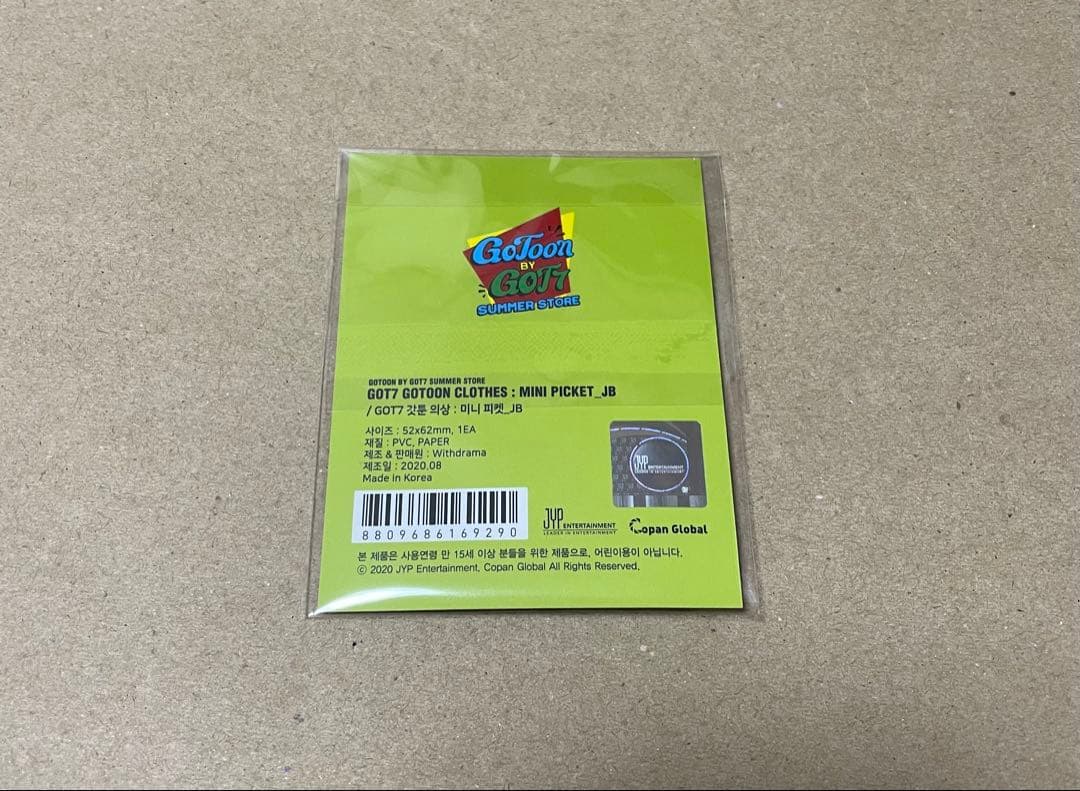 GoToon
BY
GOT7
SUMMER STORE
GOTOON BY GOT7 SUMMER STORE
GOT7 GOTOON CLOTHES : MINI PICKET_JB
/ GOT7 갓툰 의상 : 미니 피켓_JB
사이즈 : 52x62mm, 1EA
재질 : PVC, PAPER
제조 & 판매원 : Withdrama
제조일 : 2020.08
Made in Korea
JYP ENTERTAINMENT
LEADER IN ENTERTAINMENT
8809686169290
JYP ENTERTAINMENT
LEADER IN ENTERTAINMENT
Copan Global
본 제품은 사용연령 만 15세 이상 분들을 위한 제품으로, 어린이용이 아닙니다.
ⓒ 2020 JYP Entertainment, Copan Global All Rights Reserved.